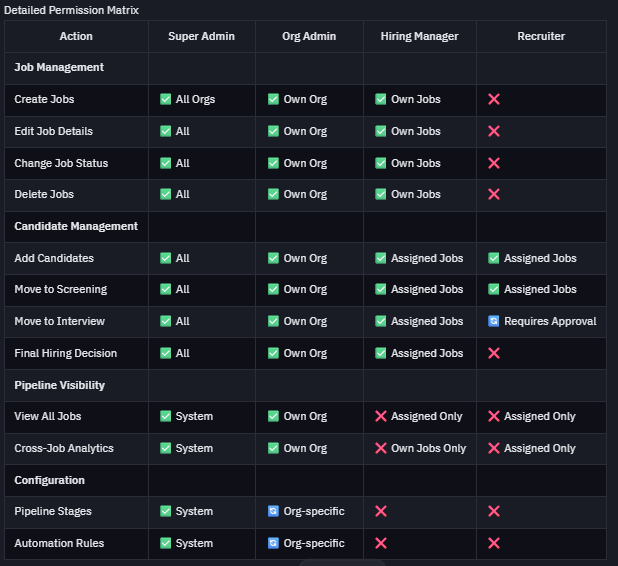 Detailed Permission Matrix
Action Super Admin Org Admin Hiring Manager Recruiter
Job Management
Create Jobs ✅ All Orgs ✅ Own Org ✅ Own Jobs ❌
Edit Job Details ✅ All ✅ Own Org ✅ Own Jobs ❌
Change Job Status ✅ All ✅ Own Org ✅ Own Jobs ❌
Delete Jobs ✅ All ✅ Own Org ✅ Own Jobs ❌
Candidate Management
Add Candidates ✅ All ✅ Own Org ✅ Assigned Jobs ✅ Assigned Jobs
Move to Screening ✅ All ✅ Own Org ✅ Assigned Jobs ✅ Assigned Jobs
Move to Interview ✅ All ✅ Own Org ✅ Assigned Jobs 🔄 Requires Approval
Final Hiring Decision ✅ All ✅ Own Org ✅ Assigned Jobs ❌
Pipeline Visibility
View All Jobs ✅ System ✅ Own Org ❌ Assigned Only ❌ Assigned Only
Cross-Job Analytics ✅ System ✅ Own Org ❌ Own Jobs Only ❌ Assigned Only
Configuration
Pipeline Stages ✅ System 🔄 Org-specific ❌ ❌
Automation Rules ✅ System 🔄 Org-specific ❌ ❌